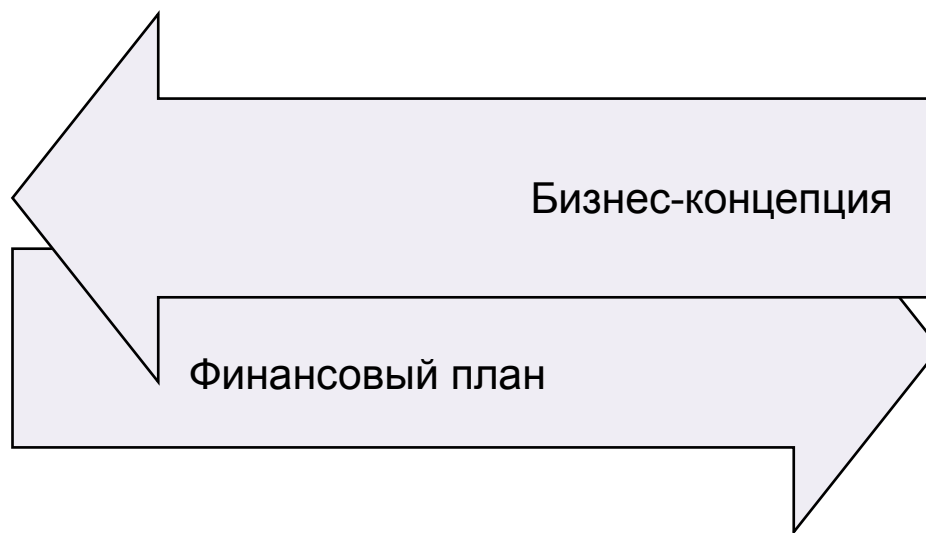 Бизнес-концепция
Финансовый план